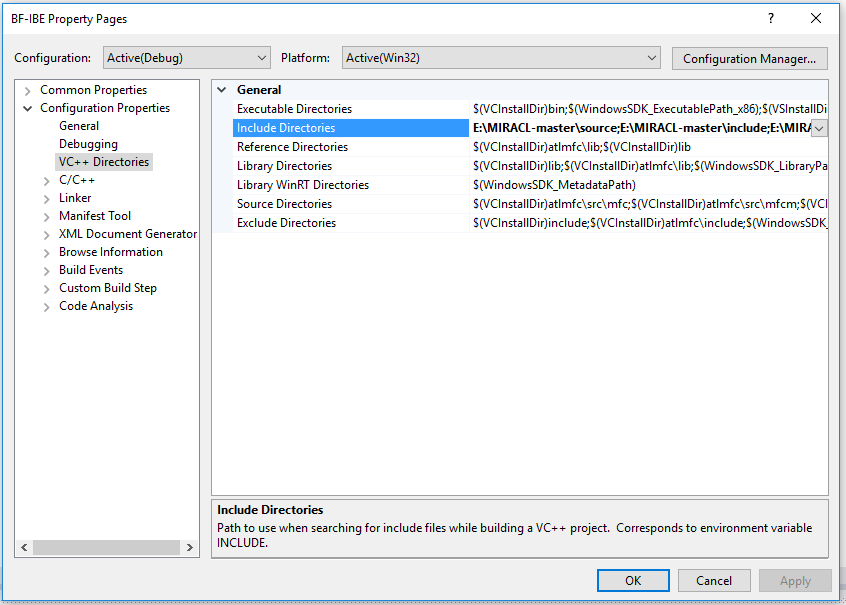 BF-IBE Property Pages
?
Configuration: Active(Debug) Platform: Active(Win32) Configuration Manager...
Common Properties
Configuration Properties
General
Debugging
VC++ Directories
C/C++
Linker
Manifest Tool
XML Document Generator
Browse Information
Build Events
Custom Build Step
Code Analysis
General
Executable Directories $(VCInstallDir)bin;$(WindowsSDK_ExecutablePath_x86);$(VSInstallDi
Include Directories E:\MIRACL-master\source;E:\MIRACL-master\include;E:\MIRA
Reference Directories $(VCInstallDir)atlmfc\lib;$(VCInstallDir)lib
Library Directories $(VCInstallDir)lib;$(VCInstallDir)atlmfc\lib;$(WindowsSDK_LibraryPa
Library WinRT Directories $(WindowsSDK_MetadataPath)
Source Directories $(VCInstallDir)atlmfc\src\mfc;$(VCInstallDir)atlmfc\src\mfcm;$(VCI
Exclude Directories $(VCInstallDir)include;$(VCInstallDir)atlmfc\include;$(WindowsSDK_
Include Directories
Path to use when searching for include files while building a VC++ project. Corresponds to environment variable
INCLUDE.
OK Cancel Apply